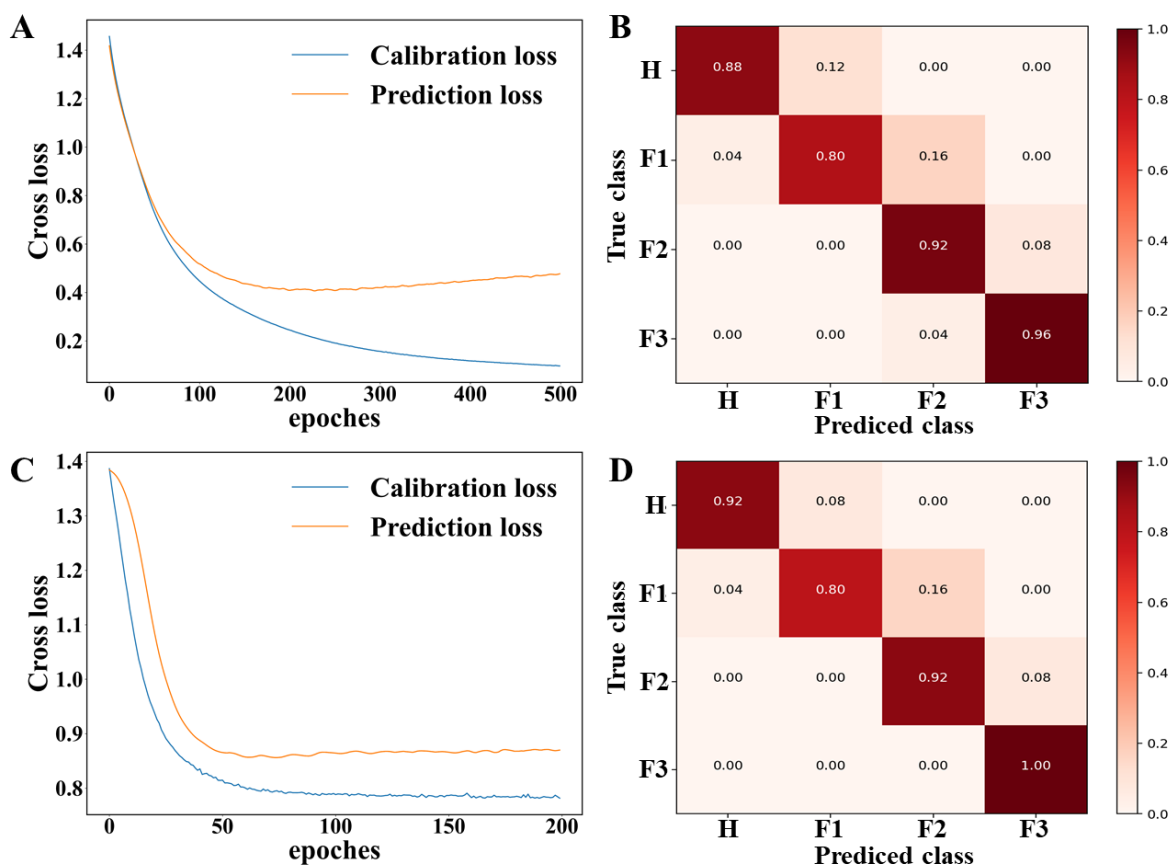 A
Cross loss
1.4
1.2
1.0
0.8
0.6
0.4
0.2
Calibration loss
Prediction loss
0 100 200 300 400 500
epoches
B
True class
H 0.88 0.12 0.00 0.00
F1 0.04 0.80 0.16 0.00
F2 0.00 0.00 0.92 0.08
F3 0.00 0.00 0.04 0.96
H F1 F2 F3
Prediced class
1.0
0.8
0.6
0.4
0.2
0.0
C
Cross loss
1.4
1.3
1.2
1.1
1.0
0.9
0.8
Calibration loss
Prediction loss
0 50 100 150 200
epoches
D
True class
H 0.92 0.08 0.00 0.00
F1 0.04 0.80 0.16 0.00
F2 0.00 0.00 0.92 0.08
F3 0.00 0.00 0.00 1.00
H F1 F2 F3
Prediced class
1.0
0.8
0.6
0.4
0.2
0.0